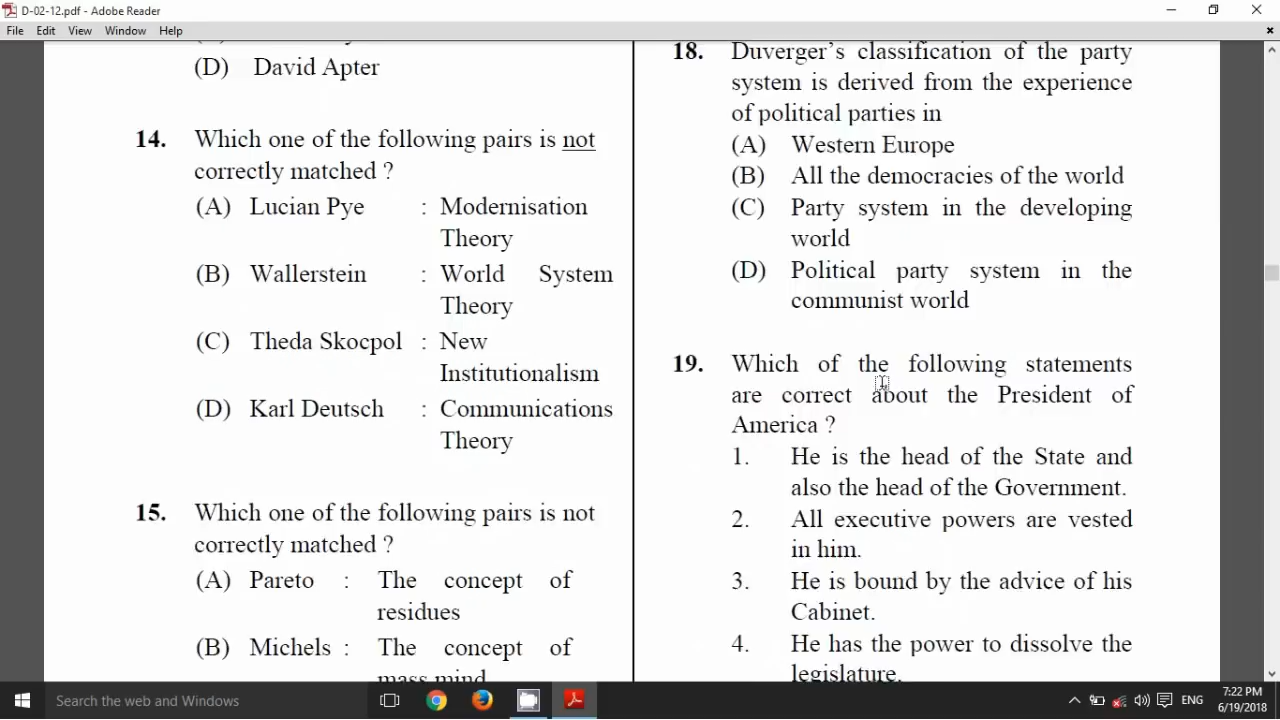 D-02-12.pdf - Adobe Reader
File Edit View Window Help
(D) David Apter
14. Which one of the following pairs is not
correctly matched ?
(A) Lucian Pye : Modernisation
Theory
(B) Wallerstein : World System
Theory
(C) Theda Skocpol : New
Institutionalism
(D) Karl Deutsch : Communications
Theory
15. Which one of the following pairs is not
correctly matched ?
(A) Pareto : The concept of
residues
(B) Michels : The concept of
mass mind
18. Duverger's classification of the party
system is derived from the experience
of political parties in
(A) Western Europe
(B) All the democracies of the world
(C) Party system in the developing
world
(D) Political party system in the
communist world
19. Which of the following statements
are correct about the President of
America ?
1. He is the head of the State and
also the head of the Government.
2. All executive powers are vested
in him.
3. He is bound by the advice of his
Cabinet.
4. He has the power to dissolve the
legislature.
Search the web and Windows
ENG
7:22 PM
6/19/2018